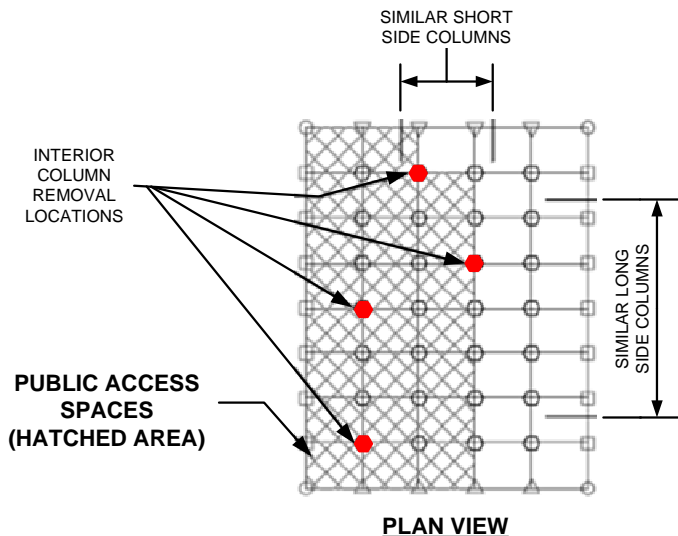 SIMILAR SHORT
SIDE COLUMNS
INTERIOR
COLUMN
REMOVAL
LOCATIONS
SIMILAR LONG
SIDE COLUMNS
PUBLIC ACCESS
SPACES
(HATCHED AREA)
PLAN VIEW